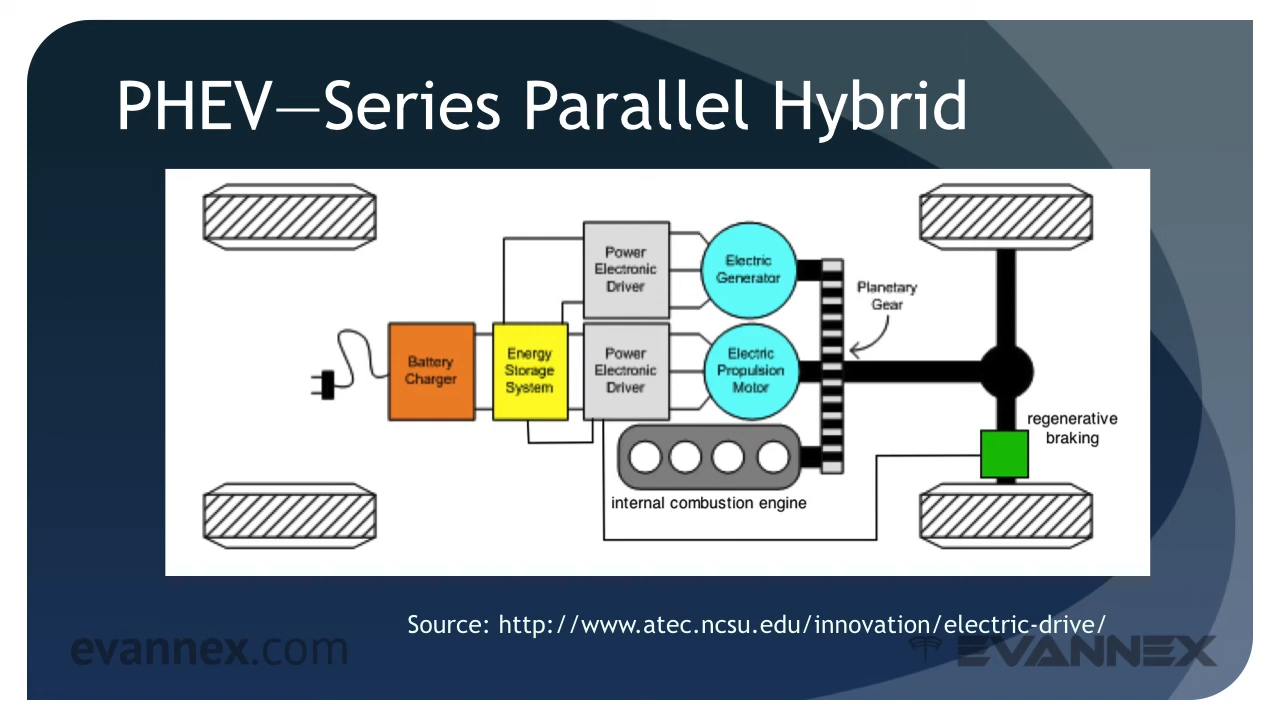 PHEV—Series Parallel Hybrid
Power
Electronic
Driver
Electric
Generator
Planetary
Gear
Battery
Charger
Energy
Storage
System
Power
Electronic
Driver
Electric
Propulsion
Motor
regenerative
braking
internal combustion engine
Source: http://www.atec.ncsu.edu/innovation/electric-drive/
evannex.com
EVANNEX